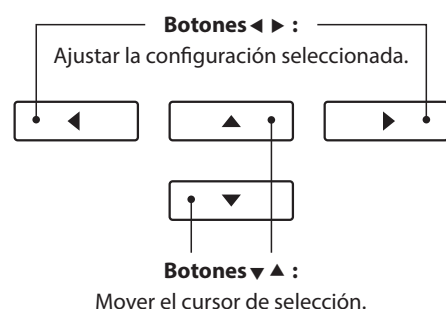 Botones ◀ ▶ :
Ajustar la configuración seleccionada.
Botones ▼ ▲ :
Mover el cursor de selección.